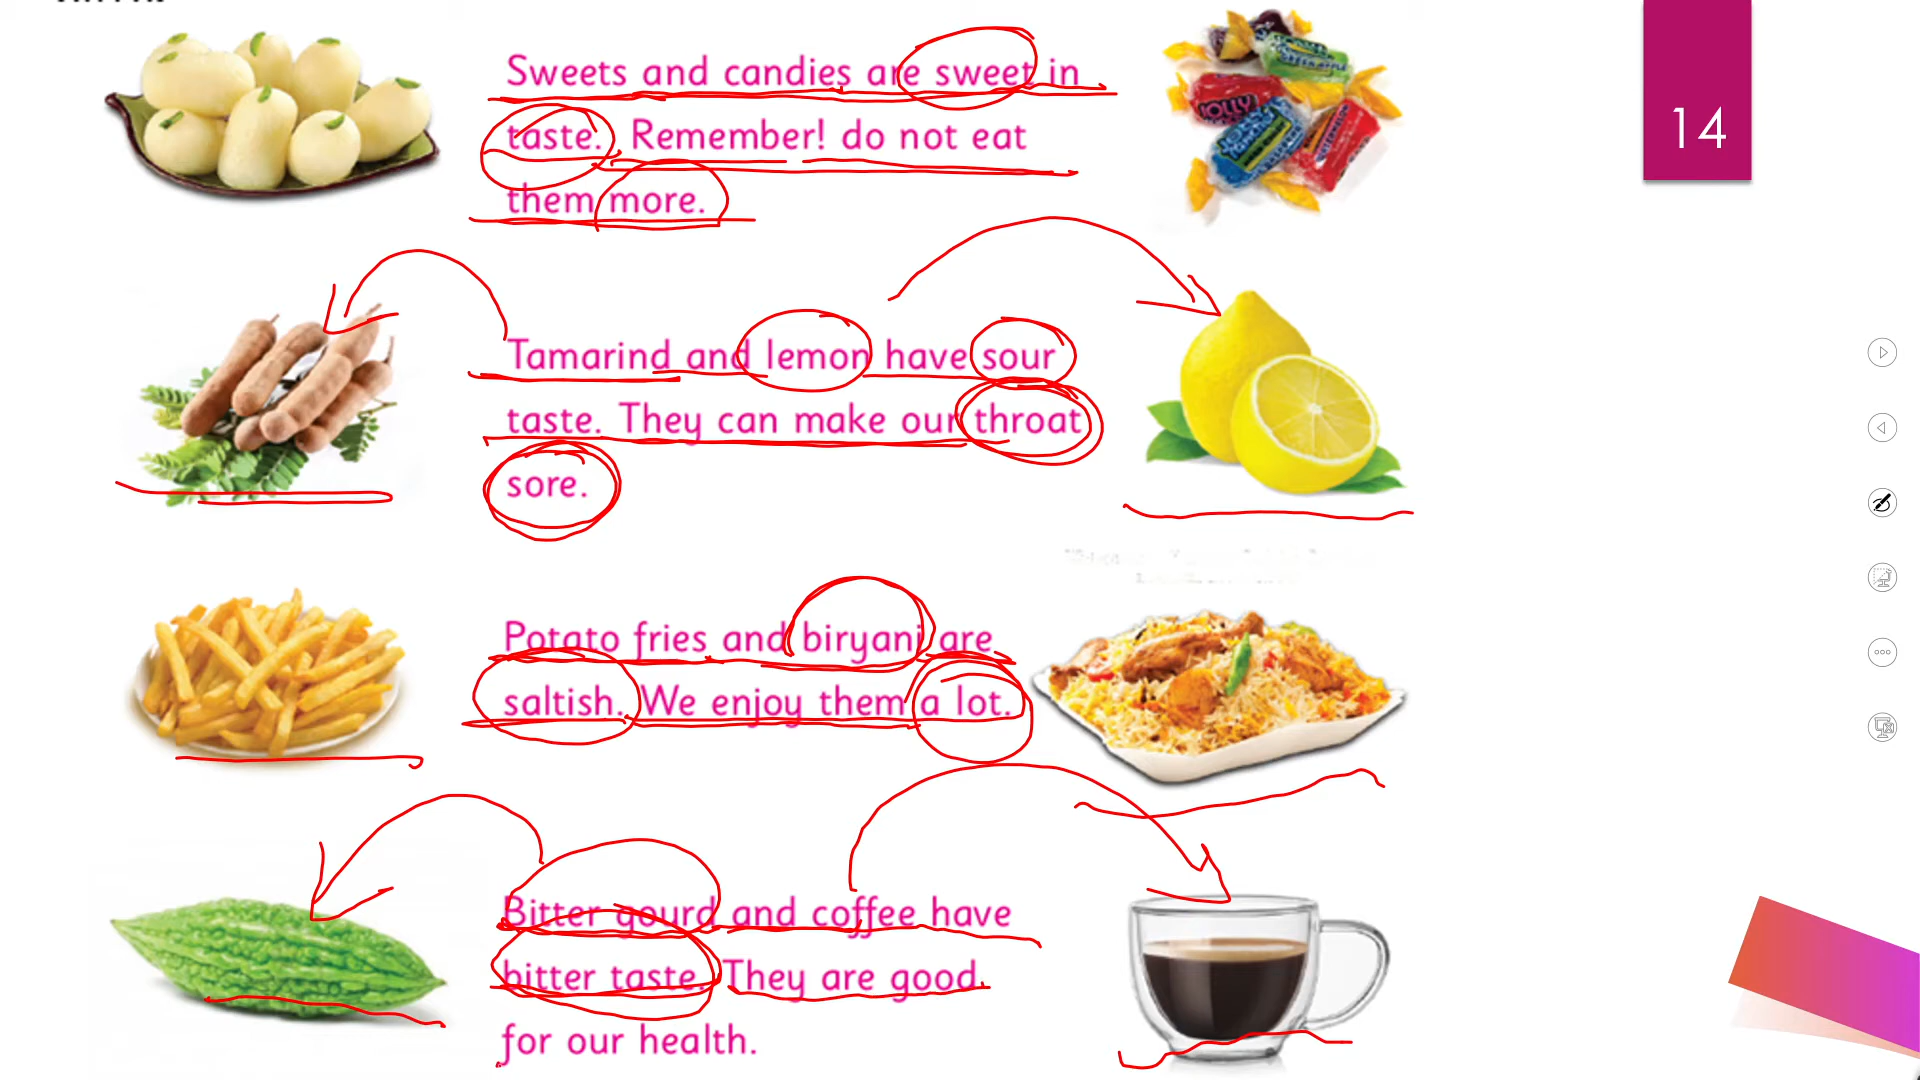 14
Sweets and candies are sweet in
taste. Remember! do not eat
them more.
JOLLY
Tamarind and lemon have sour
taste. They can make our throat
sore.
Potato fries and biryani are
saltish. We enjoy them a lot.
Bitter gourd and coffee have
bitter taste. They are good
for our health.